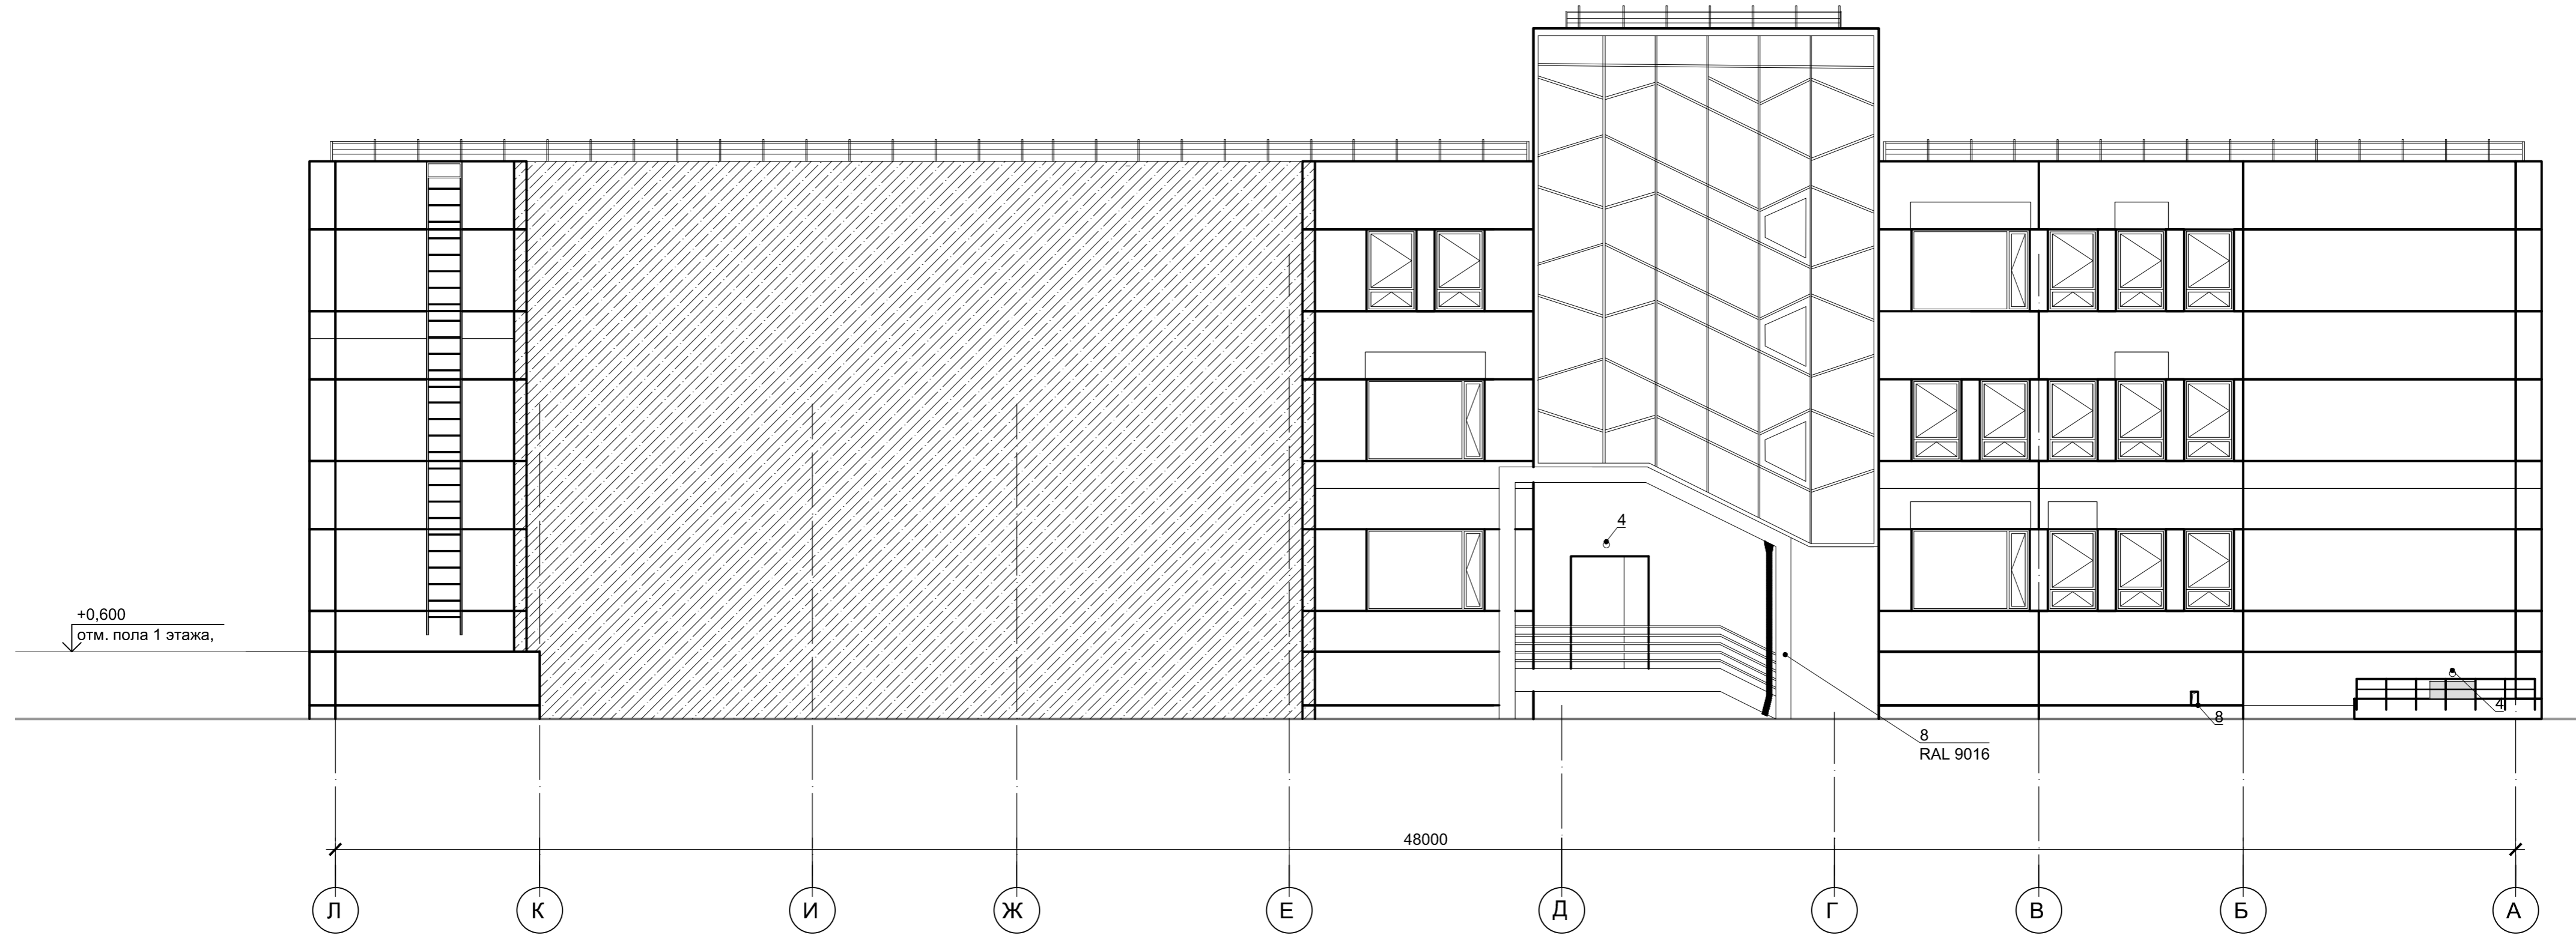 4
+0,600
отм. пола 1 этажа,
4
8
8
RAL 9016
48000
Л
К
И
Ж
Е
Д
Г
В
Б
А